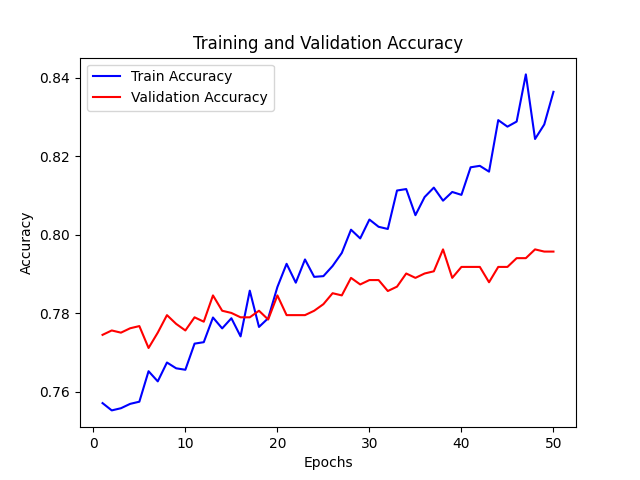 Training and Validation Accuracy
Train Accuracy
Validation Accuracy
Accuracy
0.84
0.82
0.80
0.78
0.76
0 10 20 30 40 50
Epochs